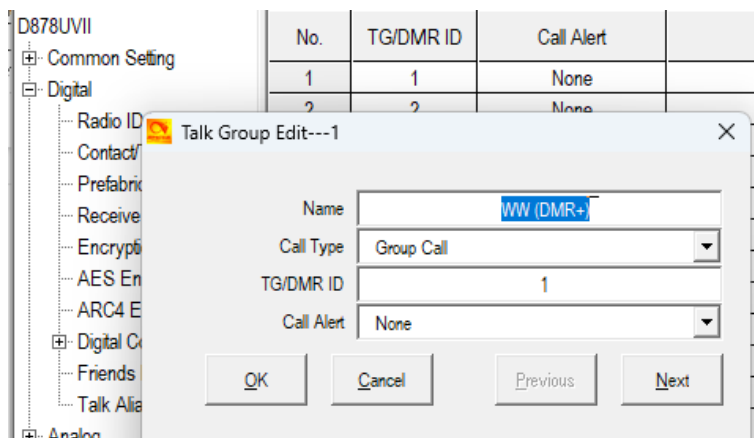 D878UVII
Common Setting
Digital
Radio ID
Contact/
Prefabric
Receive
Encrypti
AES En
ARC4 E
Digital Co
Friends
Talk Alia
Analog
No. TG/DMR ID Call Alert
1 1 None
2 2 None
Talk Group Edit---1
Name WW (DMR+)
Call Type Group Call
TG/DMR ID 1
Call Alert None
OK Cancel Previous Next